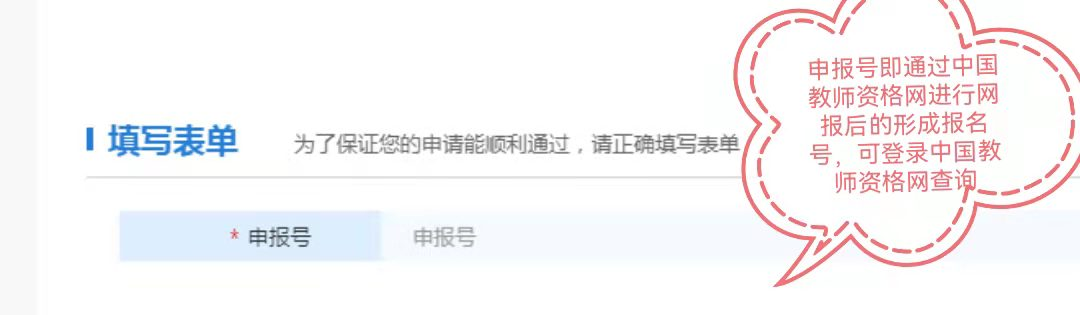 填写表单 为了保证您的申请能顺利通过，请正确填写表单
* 申报号 申报号
申报号即通过中国
教师资格网进行网
报后的形成报名
号，可登录中国教
师资格网查询